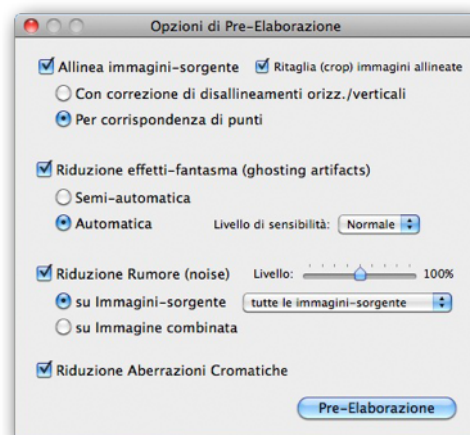 Opzioni di Pre-Elaborazione
Allinea immagini-sorgente Ritaglia (crop) immagini allineate
Con correzione di disallineamenti orizz./verticali
Per corrispondenza di punti
Riduzione effetti-fantasma (ghosting artifacts)
Semi-automatica
Automatica Livello di sensibilità: Normale
Riduzione Rumore (noise) Livello: 100%
su Immagini-sorgente tutte le immagini-sorgente
su Immagine combinata
Riduzione Aberrazioni Cromatiche
Pre-Elaborazione